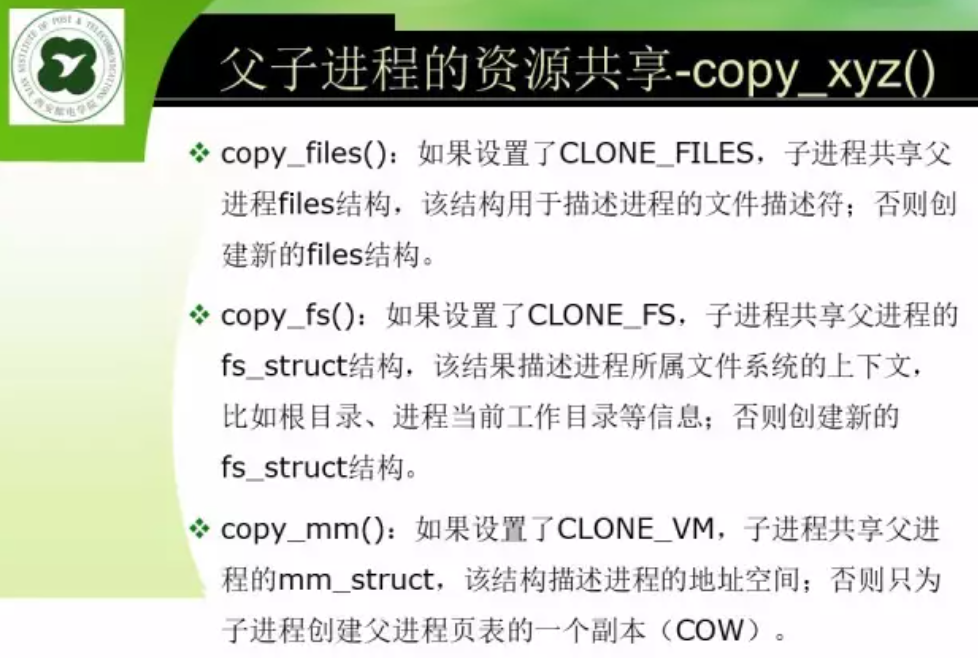 父子进程的资源共享-copy_xyz()
copy_files()：如果设置了CLONE_FILES，子进程共享父
进程files结构，该结构用于描述进程的文件描述符；否则创
建新的files结构。
copy_fs()：如果设置了CLONE_FS，子进程共享父进程的
fs_struct结构，该结果描述进程所属文件系统的上下文，
比如根目录、进程当前工作目录等信息；否则创建新的
fs_struct结构。
copy_mm()：如果设置了CLONE_VM，子进程共享父进
程的mm_struct，该结构描述进程的地址空间；否则只为
子进程创建父进程页表的一个副本（COW）。